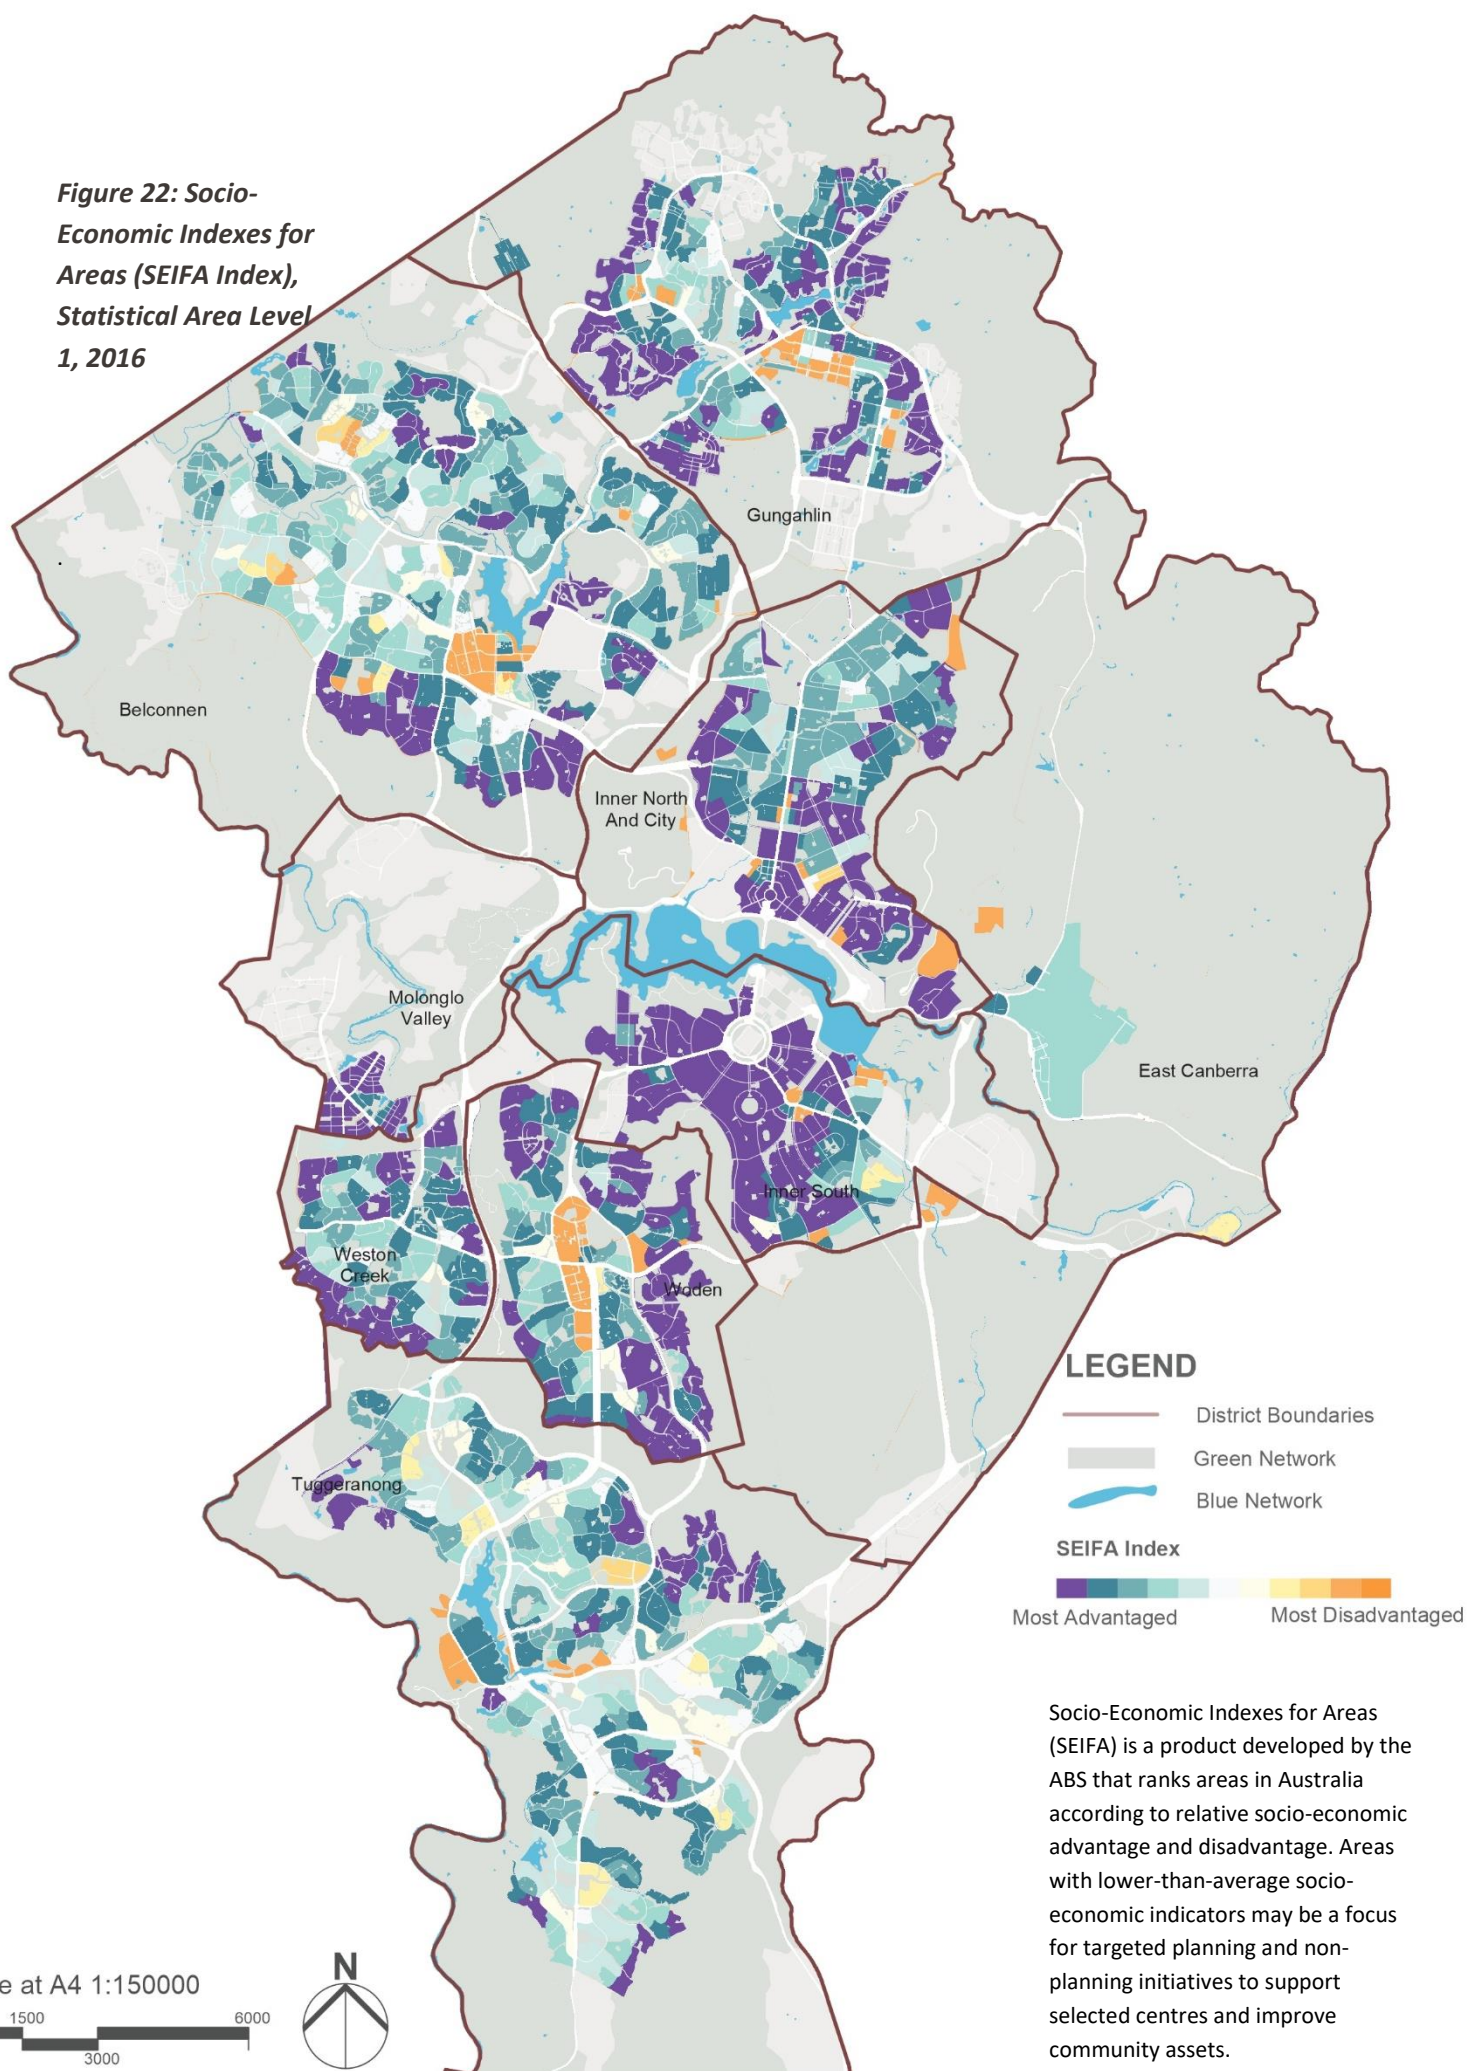 Figure 22: Socio-
Economic Indexes for
Areas (SEIFA Index),
Statistical Area Level
1, 2016
.
Gungahlin
Belconnen
Inner North
And City
Molonglo
Valley
East Canberra
Inner South
Weston
Creek
Woden
Tuggeranong
LEGEND
District Boundaries
Green Network
Blue Network
SEIFA Index
Most Advantaged
Most Disadvantaged
Socio-Economic Indexes for Areas
(SEIFA) is a product developed by the
ABS that ranks areas in Australia
according to relative socio-economic
advantage and disadvantage. Areas
with lower-than-average socio-
economic indicators may be a focus
for targeted planning and non-
planning initiatives to support
selected centres and improve
community assets.
e at A4 1:150000
1500
6000
3000
N